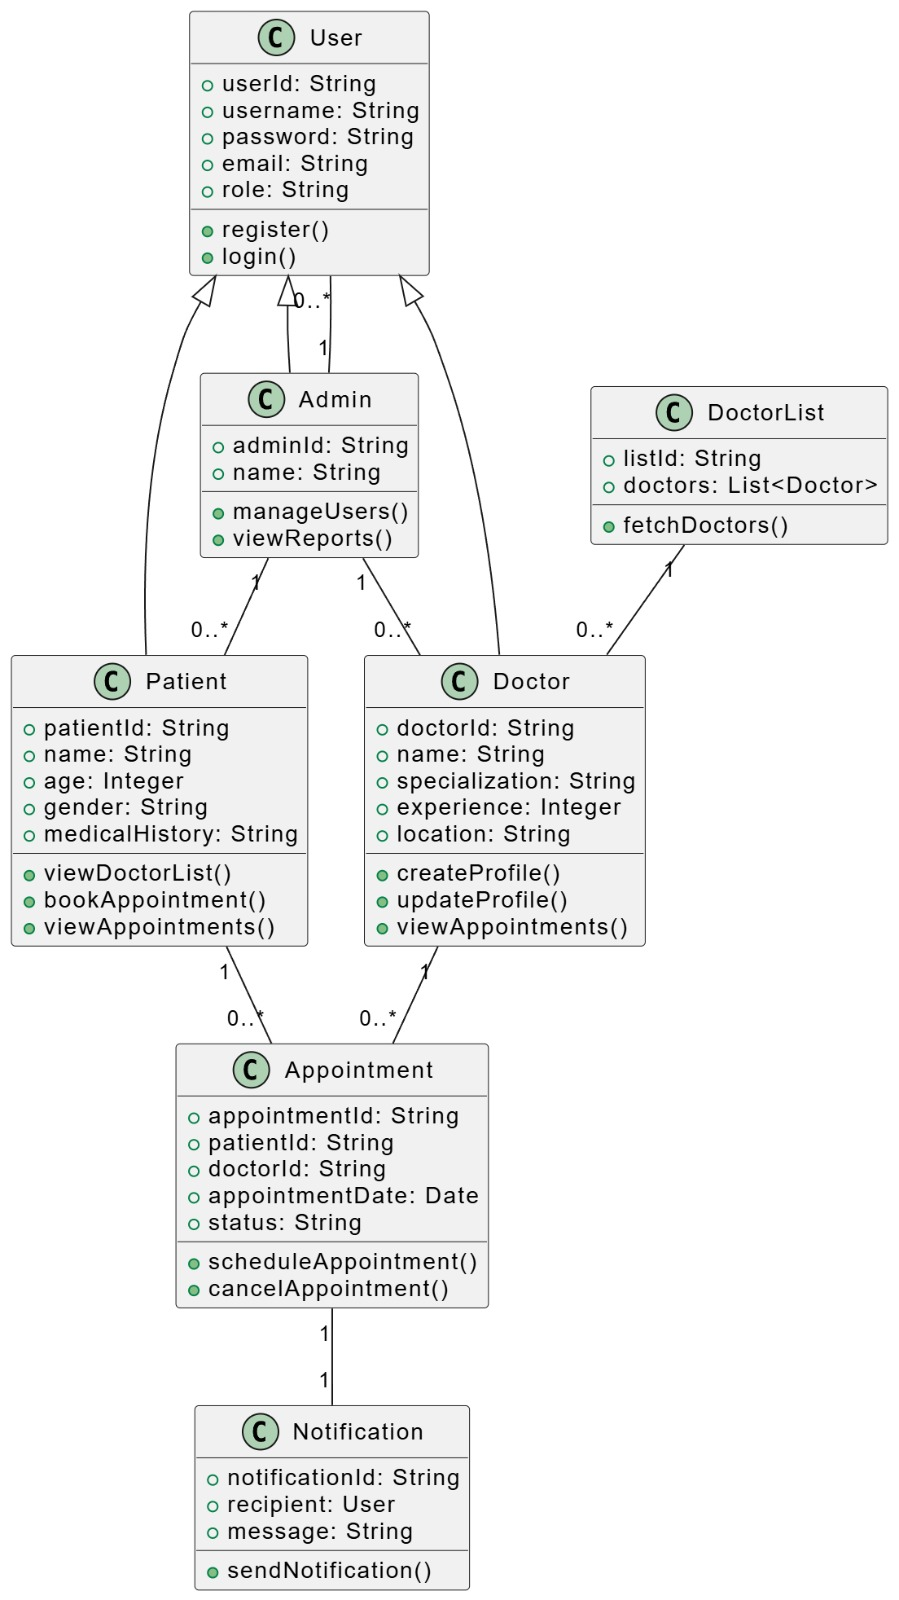 C User
userId: String
username: String
password: String
email: String
role: String
register()
login()
0..*
1
C Admin
adminId: String
name: String
manageUsers()
viewReports()
C DoctorList
listId: String
doctors: List<Doctor>
fetchDoctors()
1
1
1
0..*
0..*
0..*
C Patient
patientId: String
name: String
age: Integer
gender: String
medicalHistory: String
viewDoctorList()
bookAppointment()
viewAppointments()
C Doctor
doctorId: String
name: String
specialization: String
experience: Integer
location: String
createProfile()
updateProfile()
viewAppointments()
1
1
0..*
0..*
C Appointment
appointmentId: String
patientId: String
doctorId: String
appointmentDate: Date
status: String
scheduleAppointment()
cancelAppointment()
1
1
C Notification
notificationId: String
recipient: User
message: String
sendNotification()